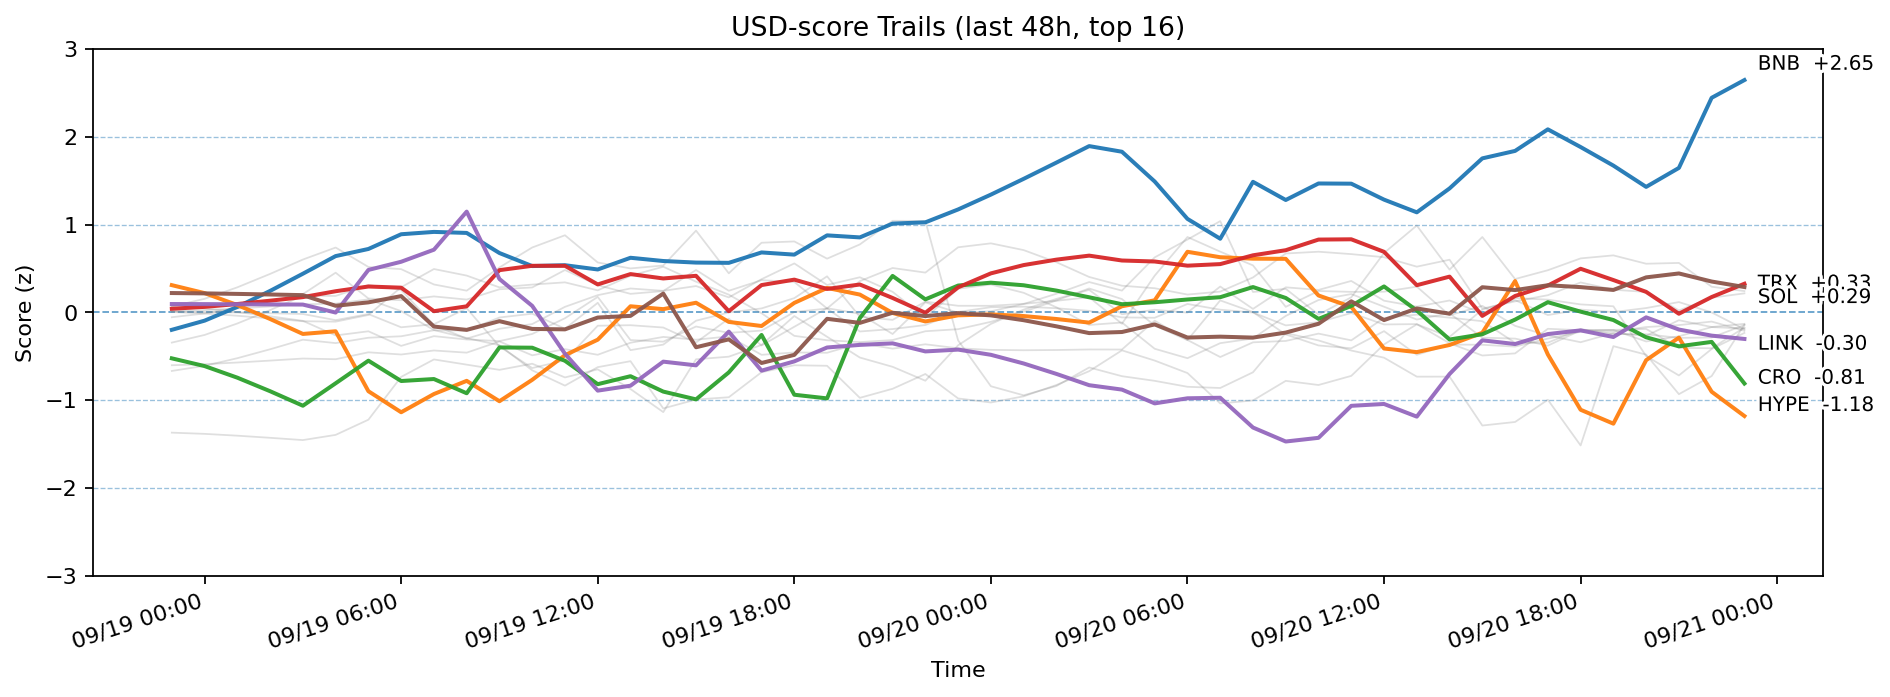 USD-score Trails (last 48h, top 16)
Score (z)
3
2
1
0
−1
−2
−3
BNB +2.65
TRX +0.33
SOL +0.29
LINK -0.30
CRO -0.81
HYPE -1.18
09/19 00:00
09/19 06:00
09/19 12:00
09/19 18:00
09/20 00:00
09/20 06:00
09/20 12:00
09/20 18:00
09/21 00:00
Time